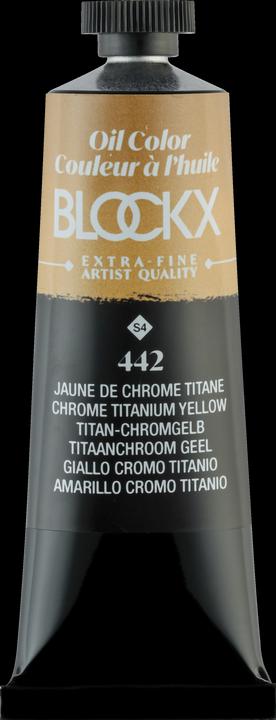 Oil Color
Couleur à l'huile
BLOCKX
EXTRA-FINE
ARTIST QUALITY
S4
442
JAUNE DE CHROME TITANE
CHROME TITANIUM YELLOW
TITAN-CHROMGELB
TITAANCHROOM GEEL
GIALLO CROMO TITANIO
AMARILLO CROMO TITANIO